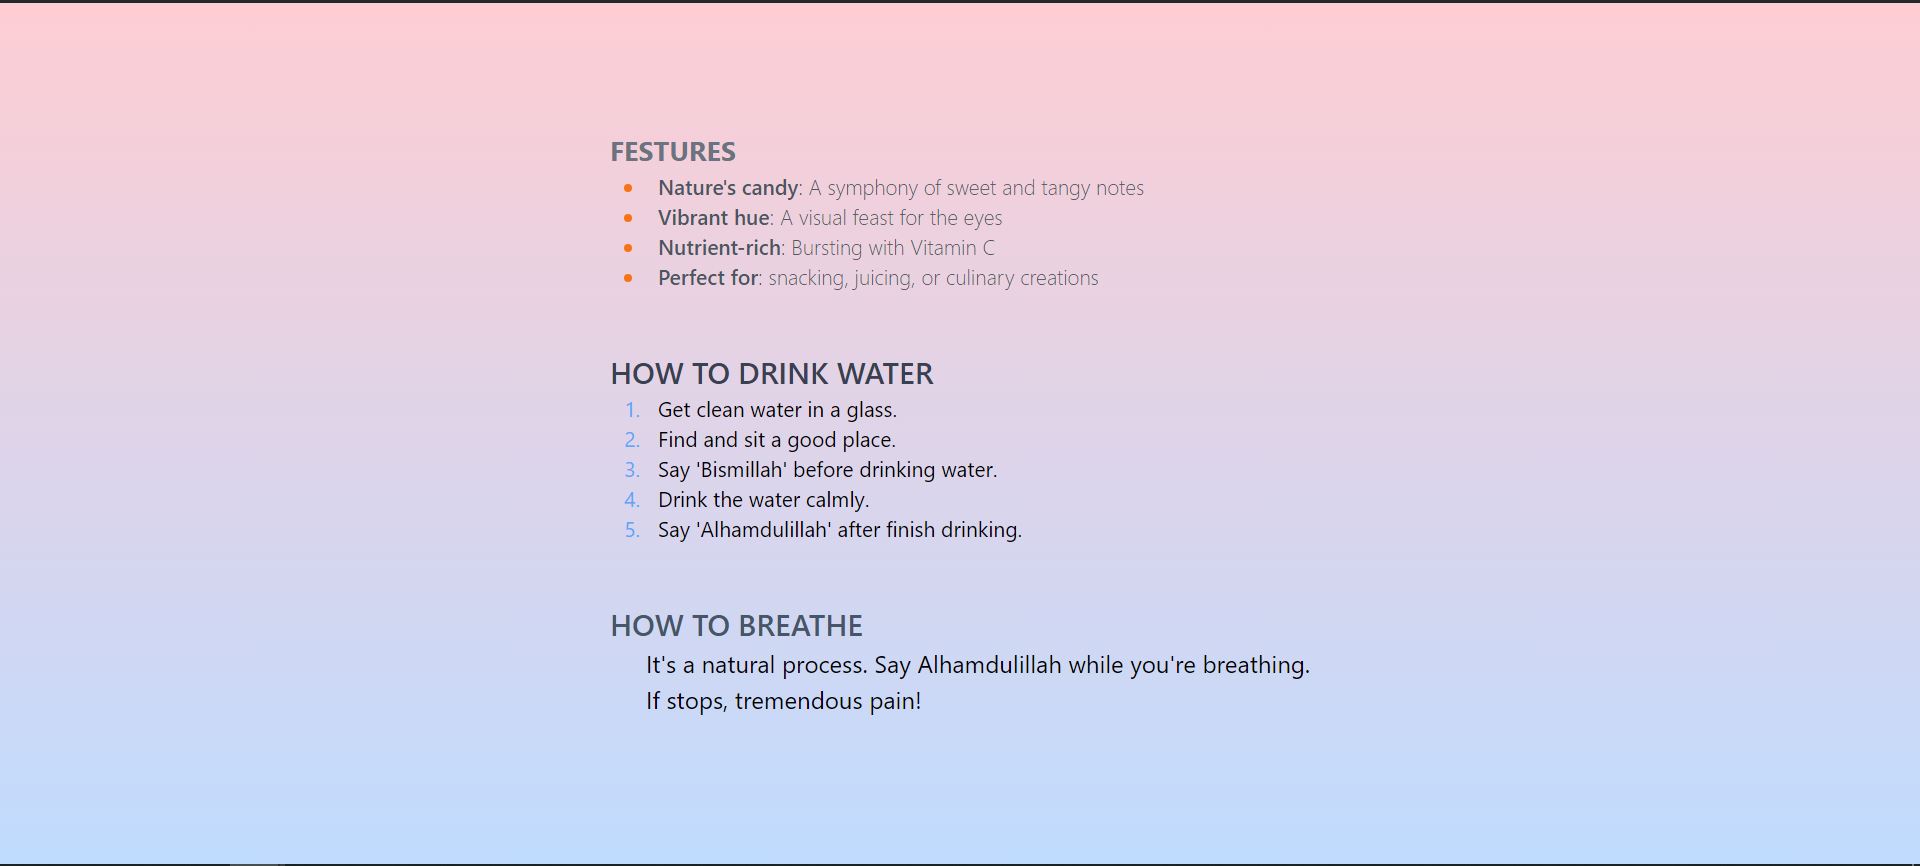 FESTURES
Nature's candy: A symphony of sweet and tangy notes
Vibrant hue: A visual feast for the eyes
Nutrient-rich: Bursting with Vitamin C
Perfect for: snacking, juicing, or culinary creations
HOW TO DRINK WATER
1. Get clean water in a glass.
2. Find and sit a good place.
3. Say 'Bismillah' before drinking water.
4. Drink the water calmly.
5. Say 'Alhamdulillah' after finish drinking.
HOW TO BREATHE
It's a natural process. Say Alhamdulillah while you're breathing.
If stops, tremendous pain!